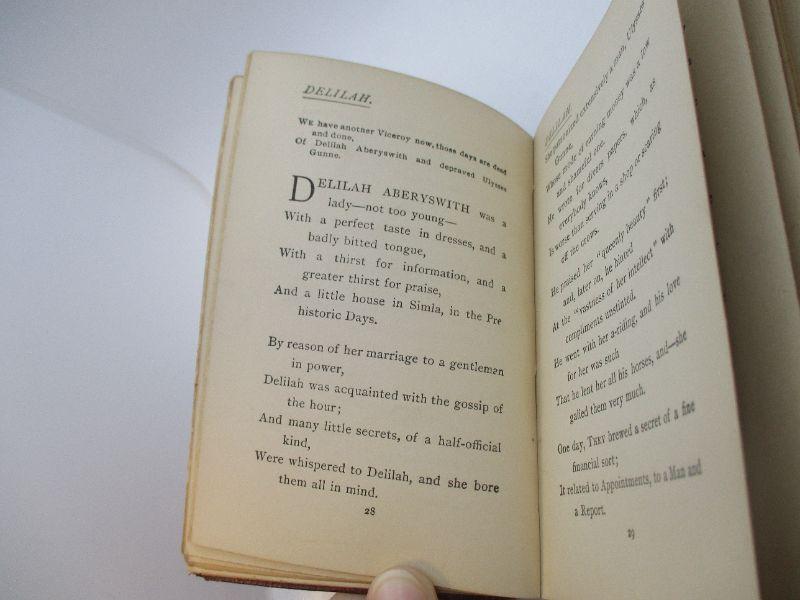 DELILAH.
WE have another Viceroy now, those days are dead
and done,
Of Delilah Aberyswith and depraved Ulysses
Gunne.
DELILAH ABERYSWITH was a
lady—not too young—
With a perfect taste in dresses, and a
badly bitted tongue,
With a thirst for information, and a
greater thirst for praise,
And a little house in Simla, in the Pre
historic Days.
By reason of her marriage to a gentleman
in power,
Delilah was acquainted with the gossip of
the hour;
And many little secrets, of a half-official
kind,
Were whispered to Delilah, and she bore
them all in mind.
28
DELILAH
She patronized extensively a man, Ulysses
Gunne,
Whose mode of earning money was a low
and shameful one.
He wrote for divers papers, which, as
everybody knows,
Is worse than serving in a shop or scaring
off the crows.
He praised her "queenly beauty" first;
and, later on, he hinted
At the "vastness of her intellect" with
compliments unstinted.
He went with her a-riding, and his love
for her was such
That he lent her all his horses, and—she
galled them very much.
One day, THEY brewed a secret of a fine
financial sort;
It related to Appointments, to a Man and
a Report.
29